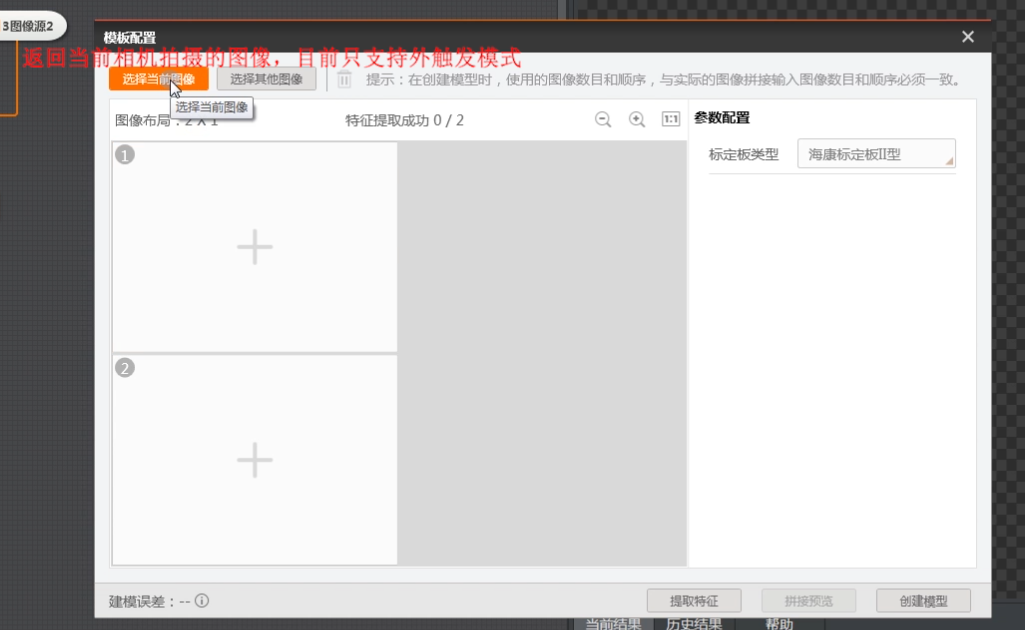 3图像源2
模板配置
返回当前相机拍摄的图像，目前只支持外触发模式
选择当前图像
选择其他图像
提示：在创建模型时，使用的图像数目和顺序，与实际的图像拼接输入图像数目和顺序必须一致。
选择当前图像
图像布局：2 X 1
特征提取成功 0 / 2
1:1
参数配置
标定板类型
海康标定板II型
1
2
建模误差：--
提取特征
拼接预览
创建模型
当前结果
历史结果
帮助